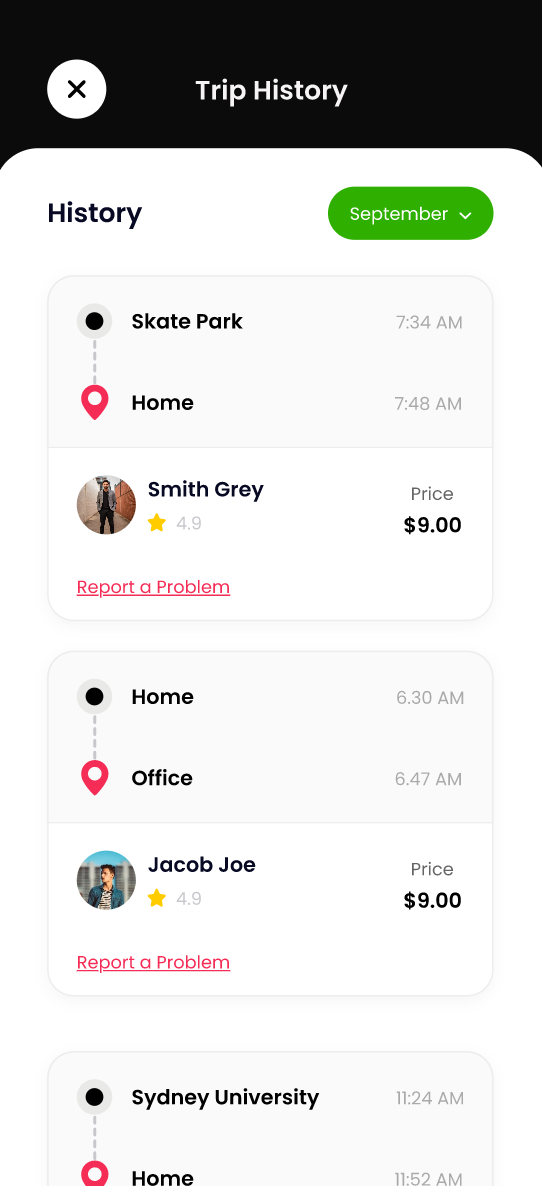 Trip History
History
September
Skate Park 7:34 AM
Home 7:48 AM
Smith Grey
Price
4.9
$9.00
Report a Problem
Home 6.30 AM
Office 6.47 AM
Jacob Joe
Price
4.9
$9.00
Report a Problem
Sydney University 11:24 AM
Home 11:52 AM